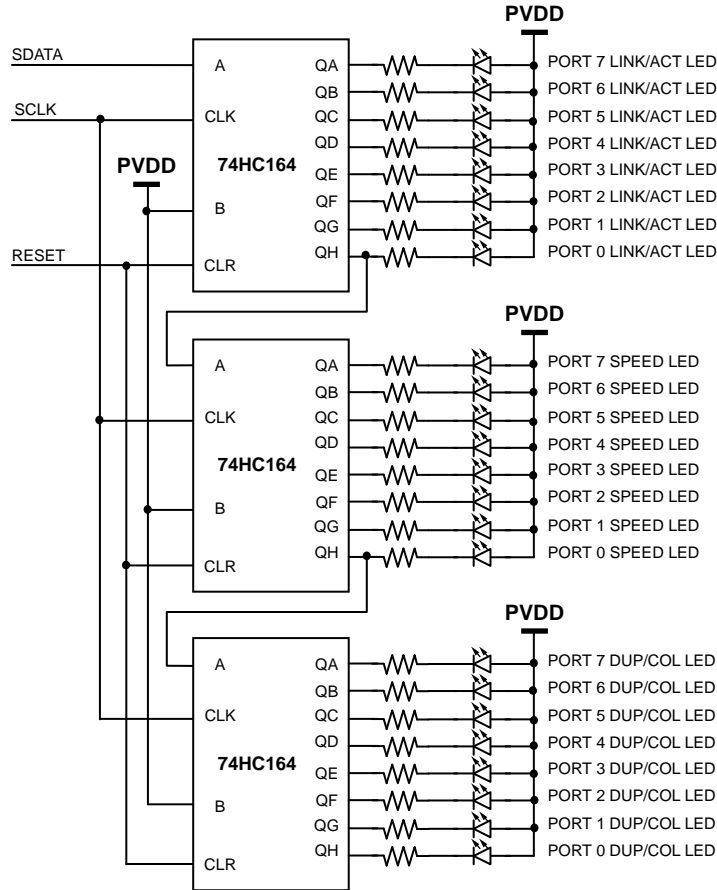 PVDD
SDATA
A
QA
PORT 7 LINK/ACT LED
QB
PORT 6 LINK/ACT LED
SCLK
CLK
QC
PORT 5 LINK/ACT LED
QD
PORT 4 LINK/ACT LED
PVDD
74HC164
QE
PORT 3 LINK/ACT LED
B
QF
PORT 2 LINK/ACT LED
QG
PORT 1 LINK/ACT LED
RESET
CLR
QH
PORT 0 LINK/ACT LED
PVDD
A
QA
PORT 7 SPEED LED
QB
PORT 6 SPEED LED
CLK
QC
PORT 5 SPEED LED
QD
PORT 4 SPEED LED
74HC164
QE
PORT 3 SPEED LED
B
QF
PORT 2 SPEED LED
QG
PORT 1 SPEED LED
CLR
QH
PORT 0 SPEED LED
PVDD
A
QA
PORT 7 DUP/COL LED
QB
PORT 6 DUP/COL LED
CLK
QC
PORT 5 DUP/COL LED
QD
PORT 4 DUP/COL LED
74HC164
QE
PORT 3 DUP/COL LED
B
QF
PORT 2 DUP/COL LED
QG
PORT 1 DUP/COL LED
CLR
QH
PORT 0 DUP/COL LED